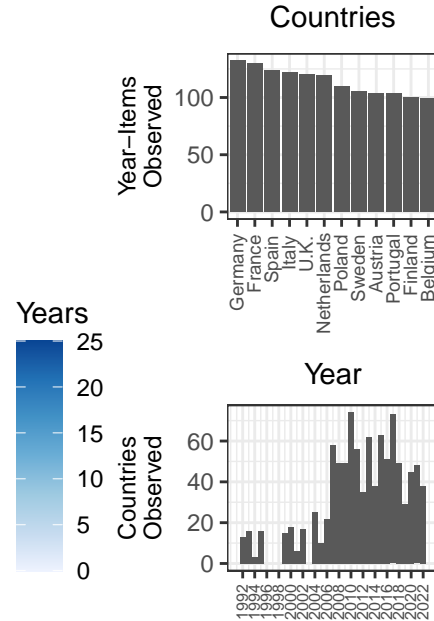 Countries
Year−Items
Observed
100
50
0
Germany
France
Spain
Italy
U.K.
Netherlands
Poland
Sweden
Austria
Portugal
Finland
Belgium
Years
25
20
15
10
5
0
Year
Countries
Observed
60
40
20
0
1992
1994
1996
1998
2000
2002
2004
2006
2008
2010
2012
2014
2016
2018
2020
2022